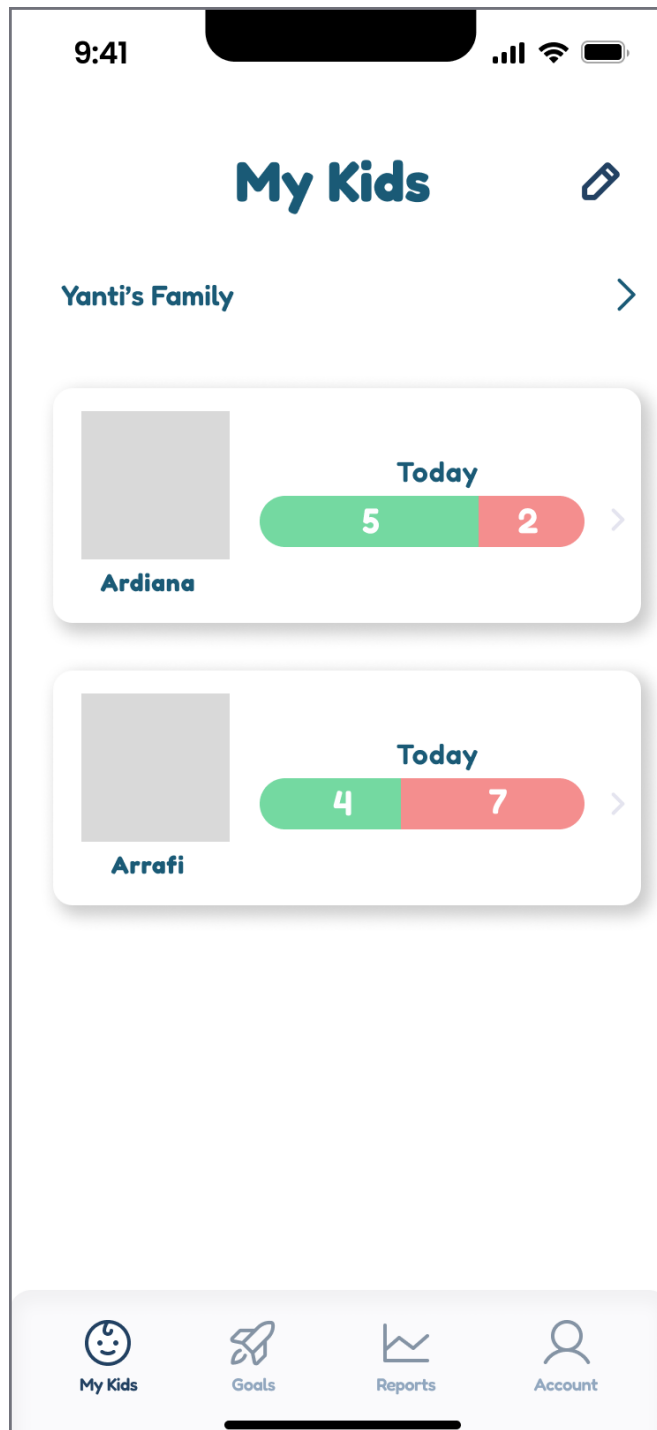 9:41
My Kids
Yanti's Family
Today
5 2
Ardiana
Today
4 7
Arrafi
My Kids Goals Reports Account